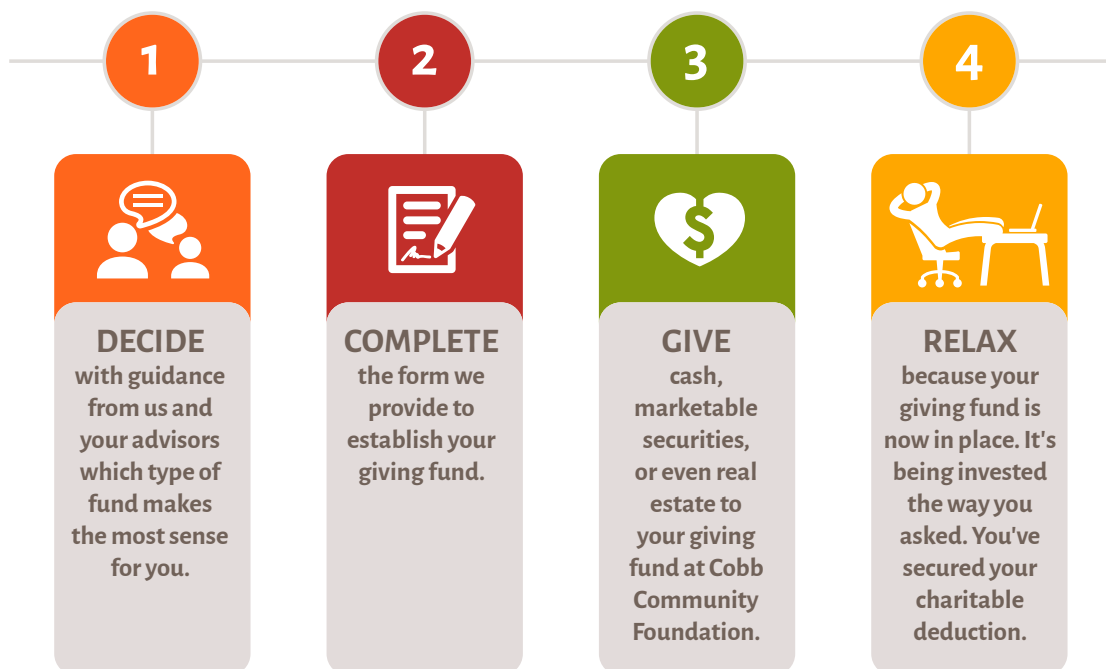 1
2
3
4
DECIDE
with guidance
from us and
your advisors
which type of
fund makes
the most sense
for you.
COMPLETE
the form we
provide to
establish your
giving fund.
GIVE
cash,
marketable
securities,
or even real
estate to
your giving
fund at Cobb
Community
Foundation.
RELAX
because your
giving fund is
now in place. It's
being invested
the way you
asked. You've
secured your
charitable
deduction.